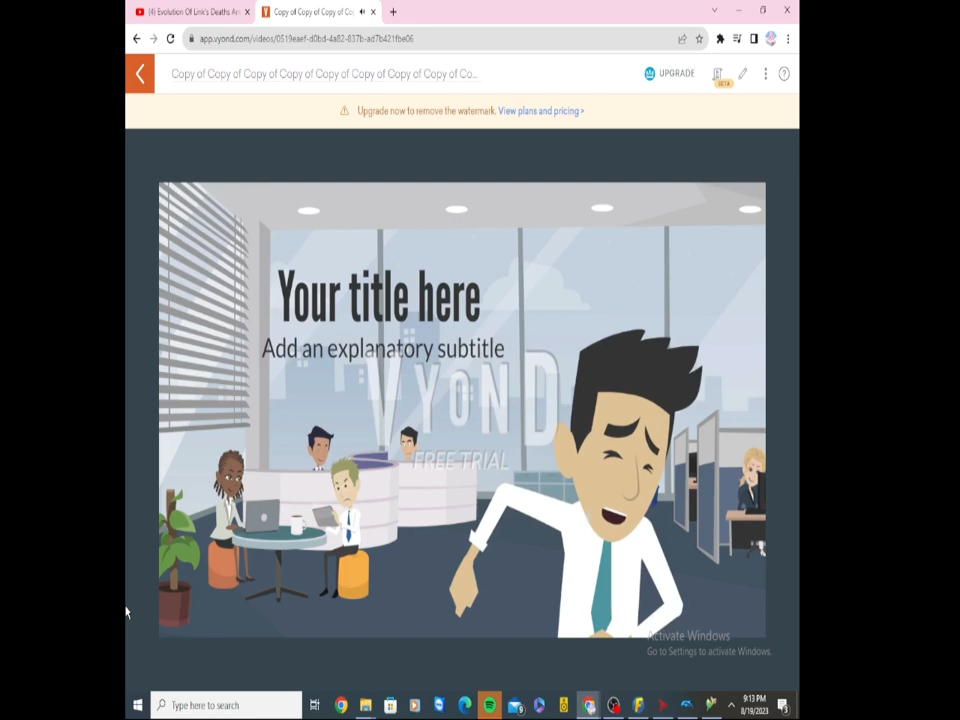 (4) Evolution Of Link's Deaths An
Copy of Copy of Copy of Co
app.vyond.com/videos/0519eaef-d0bd-4a82-837b-ad7b421fbe06
Copy of Copy of Copy of Copy of Copy of Copy of Copy of Copy of Co...
UPGRADE
BETA
Upgrade now to remove the watermark. View plans and pricing >
Your title here
Add an explanatory subtitle
VYOND
FREE TRIAL
Activate Windows
Go to Settings to activate Windows.
Type here to search
9:13 PM
8/19/2023